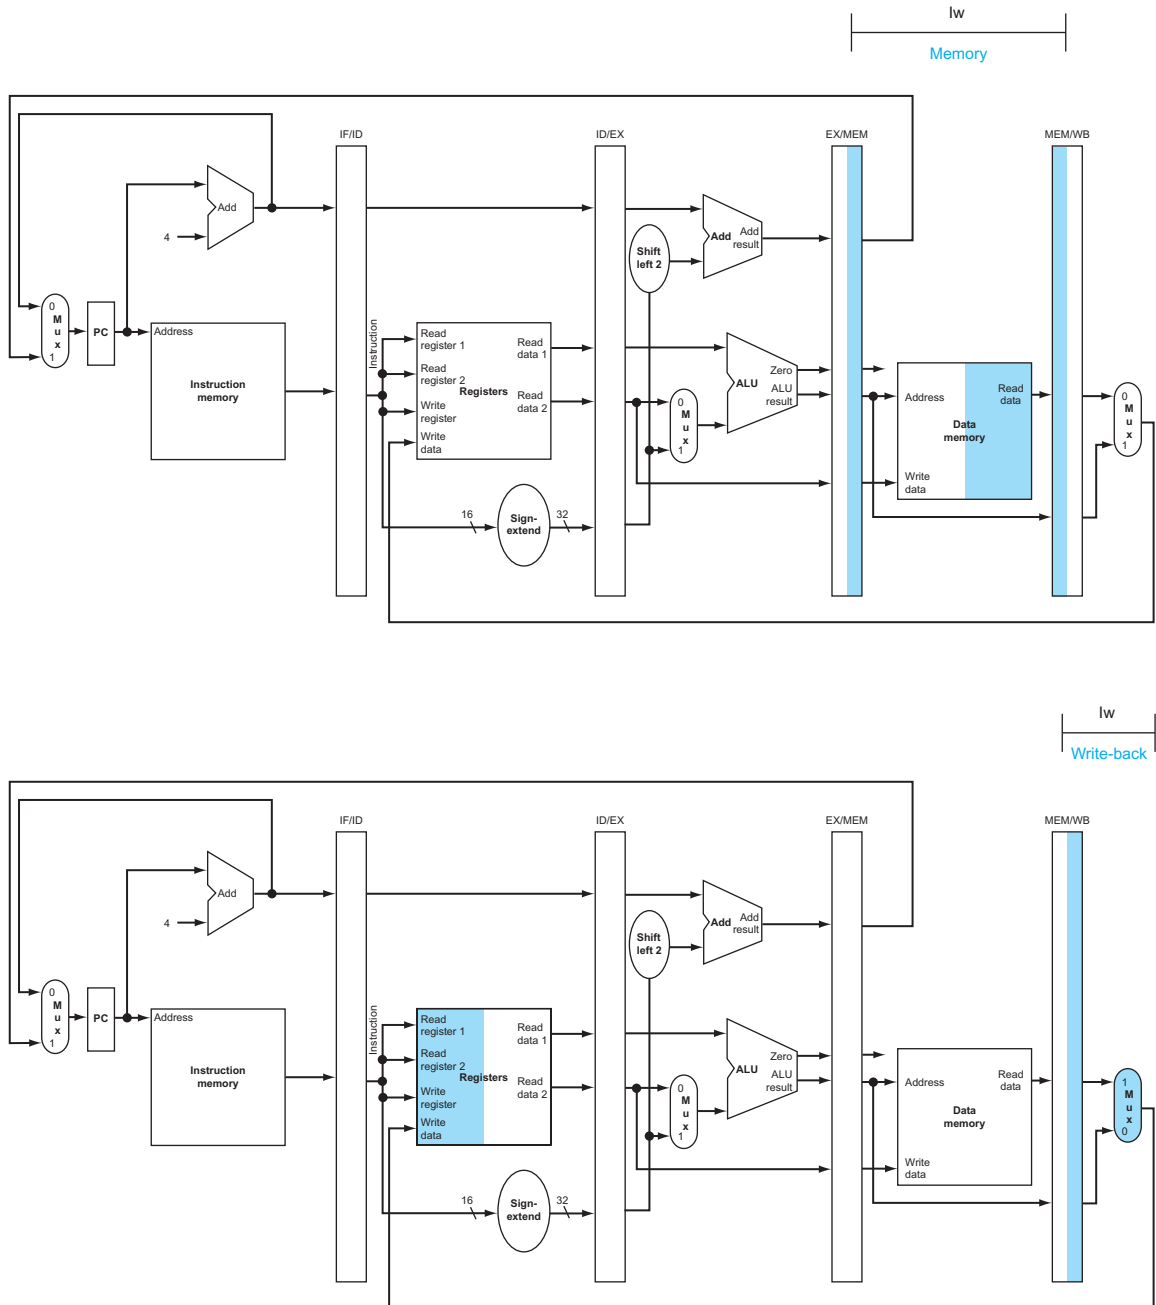 lw
Memory
IF/ID
ID/EX
EX/MEM
MEM/WB
Add
4
Shift
left 2
Add
Add
result
0
M
u
x
1
PC
Address
Instruction
memory
Instruction
Read
register 1
Read
register 2
Write
register
Write
data
Registers
Read
data 1
Read
data 2
0
M
u
x
1
ALU
Zero
ALU
result
Address
Write
data
Data
memory
Read
data
0
M
u
x
1
16
Sign-
extend
32
lw
Write-back
IF/ID
ID/EX
EX/MEM
MEM/WB
Add
4
Shift
left 2
Add
Add
result
0
M
u
x
1
PC
Address
Instruction
memory
Instruction
Read
register 1
Read
register 2
Write
register
Write
data
Registers
Read
data 1
Read
data 2
0
M
u
x
1
ALU
Zero
ALU
result
Address
Write
data
Data
memory
Read
data
1
M
u
x
0
16
Sign-
extend
32